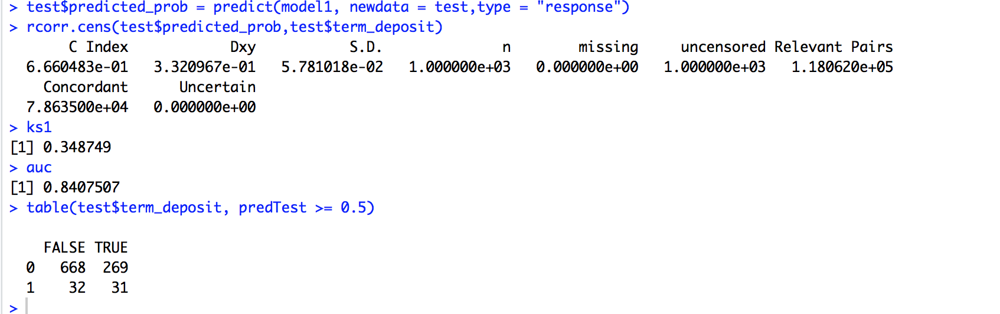 > test$predicted_prob = predict(model1, newdata = test,type = "response")
> rcorr.cens(test$predicted_prob,test$term_deposit)
       C Index            Dxy           S.D.              n        missing     uncensored Relevant Pairs
  6.660483e-01   3.320967e-01   5.781018e-02   1.000000e+03   0.000000e+00   1.000000e+03   1.180620e+05
    Concordant      Uncertain
  7.863500e+04   0.000000e+00
> ks1
[1] 0.348749
> auc
[1] 0.8407507
> table(test$term_deposit, predTest >= 0.5)
    FALSE TRUE
  0   668  269
  1    32   31
>